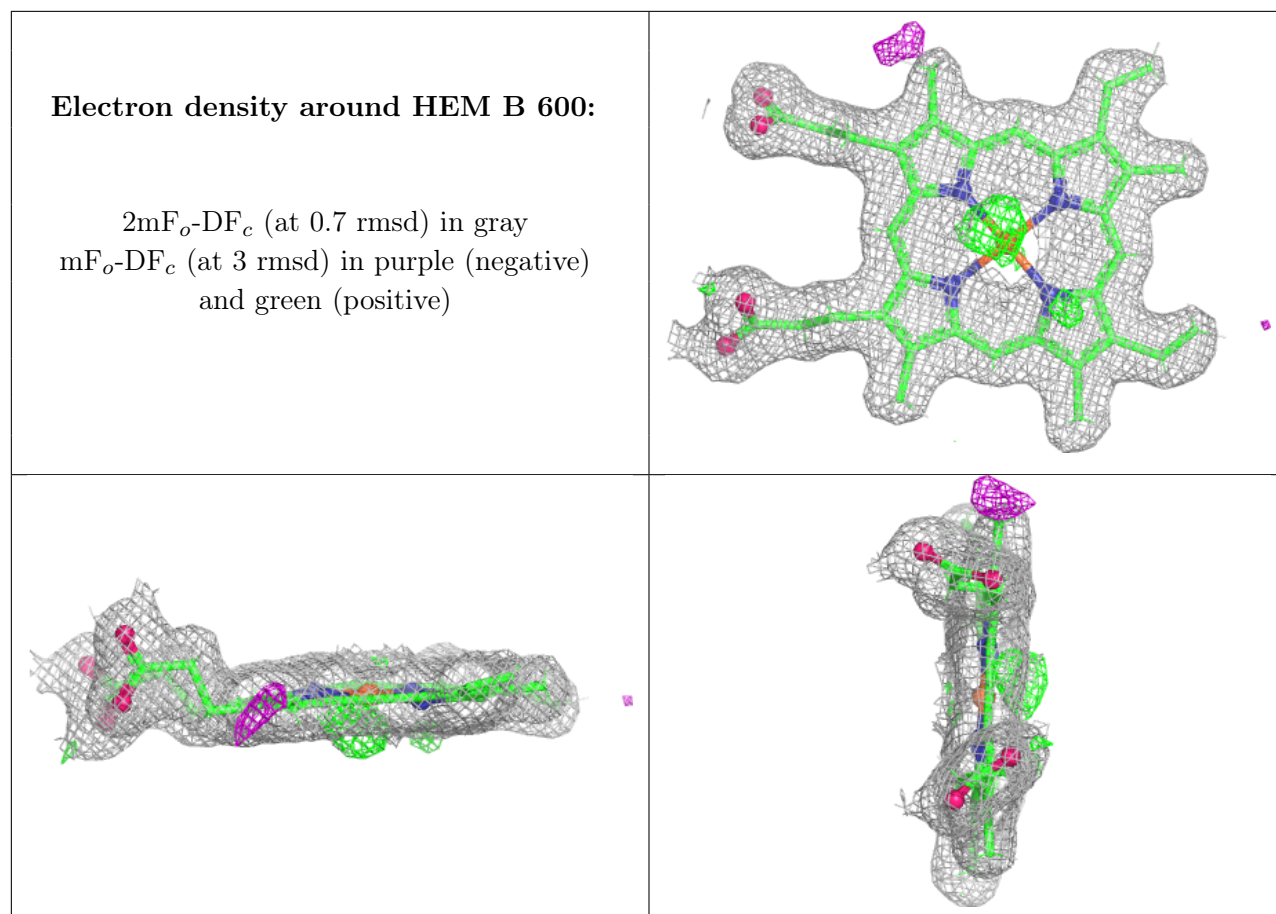 Electron density around HEM B 600:
2mFo-DFc (at 0.7 rmsd) in gray
mFo-DFc (at 3 rmsd) in purple (negative)
and green (positive)